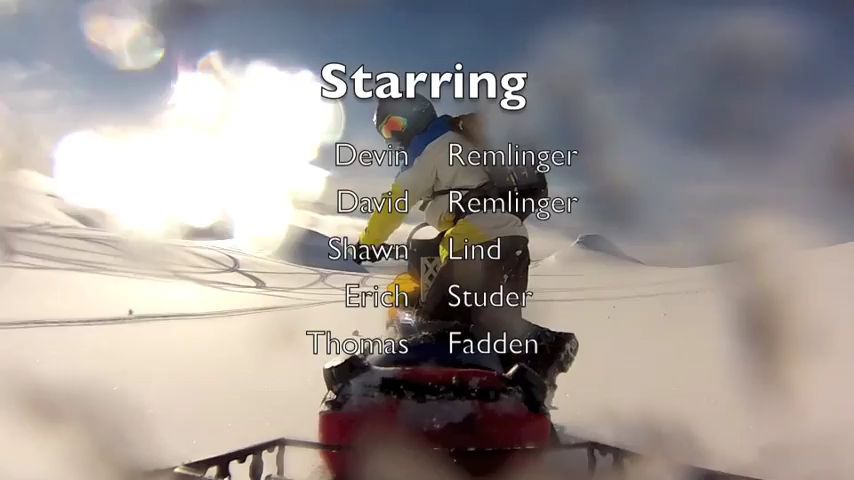 Starring
Devin Remlinger
David Remlinger
Shawn Lind
Erich Studer
Thomas Fadden